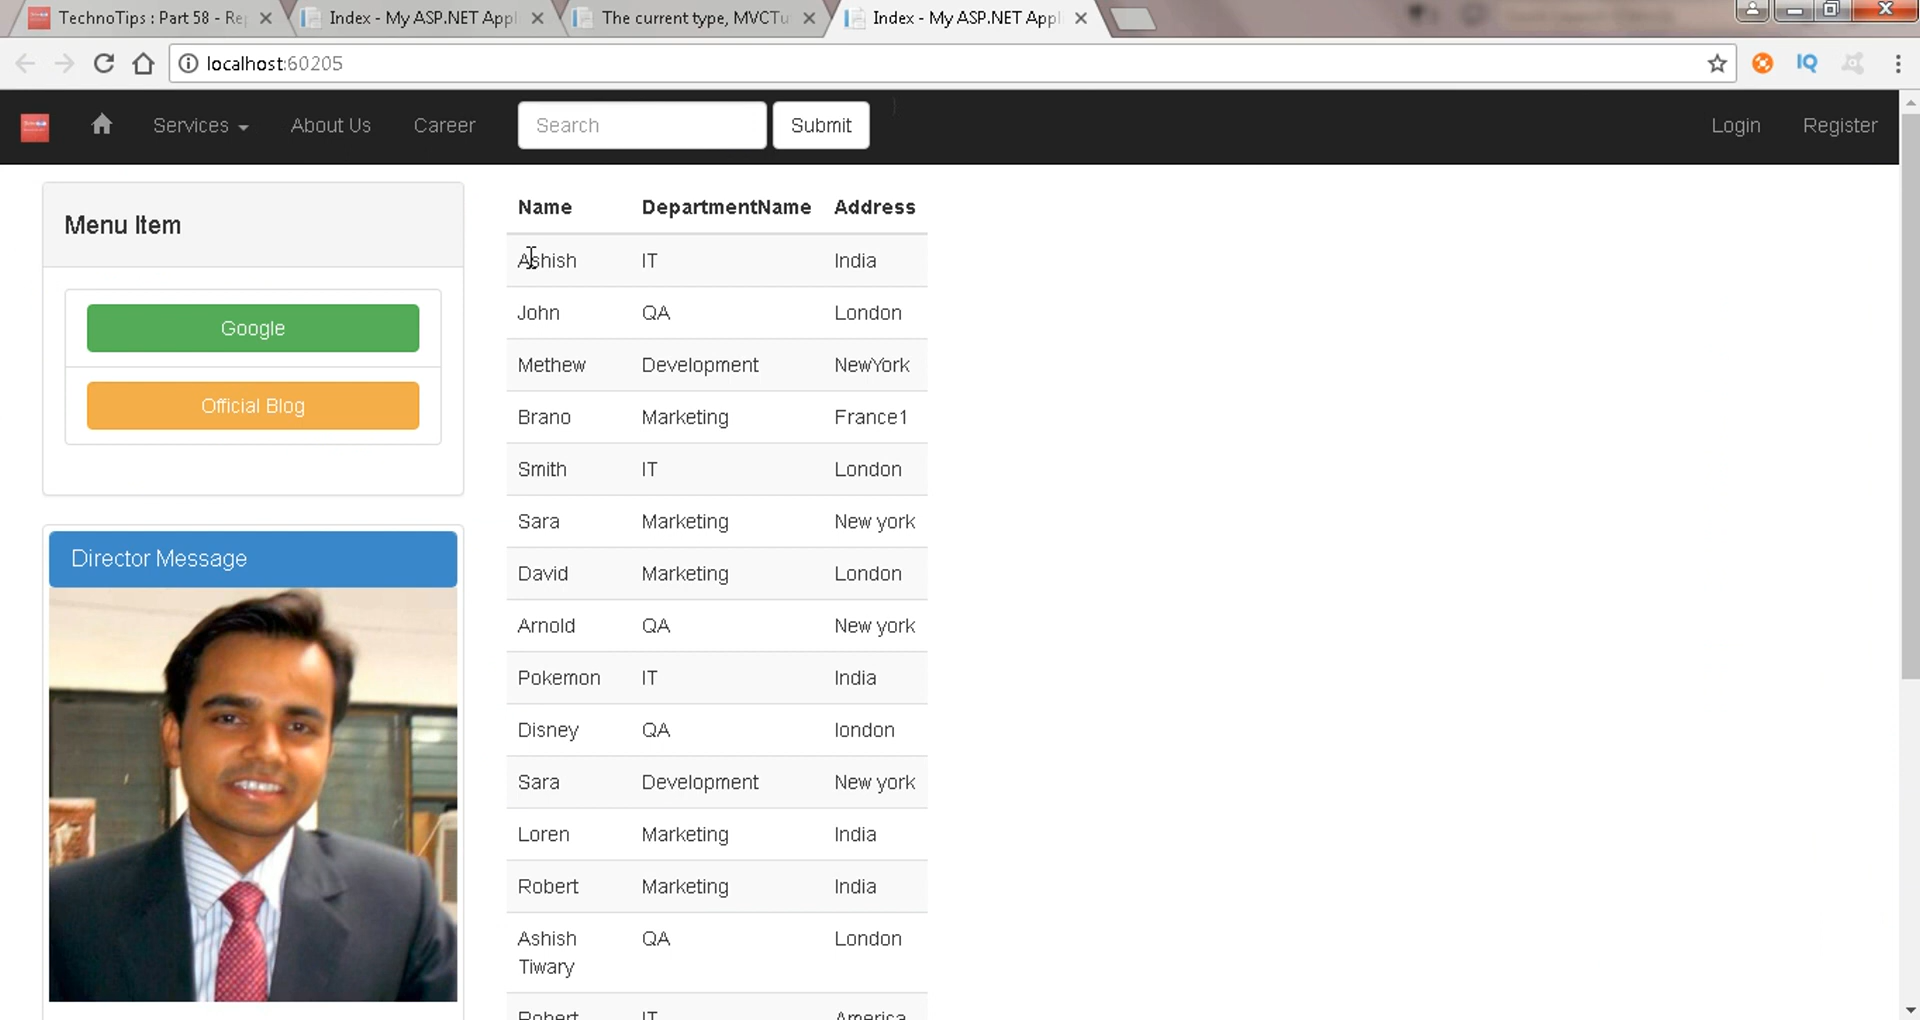 TechnoTips : Part 58 - Re
Index - My ASP.NET Appl
The current type, MVCTu
Index - My ASP.NET Appl
localhost:60205
IQ
Services
About Us
Career
Search
Submit
Login
Register
Menu Item
Google
Official Blog
Director Message
Name DepartmentName Address
Ashish IT India
John QA London
Methew Development NewYork
Brano Marketing France1
Smith IT London
Sara Marketing New york
David Marketing London
Arnold QA New york
Pokemon IT India
Disney QA london
Sara Development New york
Loren Marketing India
Robert Marketing India
Ashish QA London
Tiwary
Robert IT America